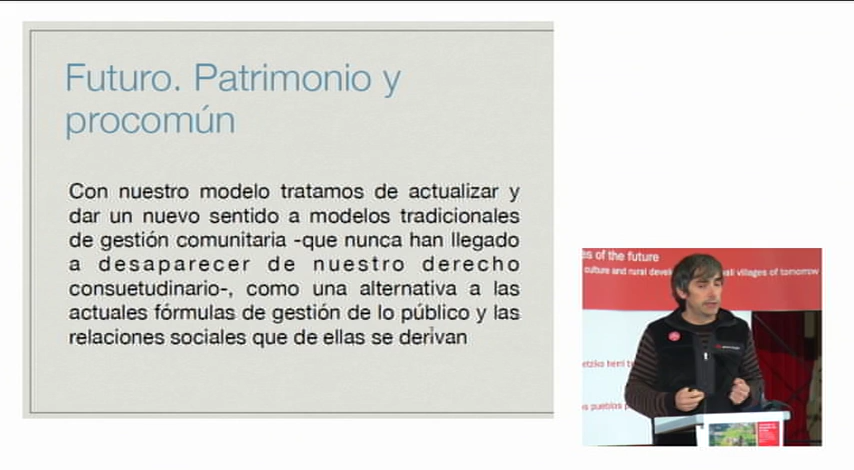 Futuro. Patrimonio y
procomún
Con nuestro modelo tratamos de actualizar y
dar un nuevo sentido a modelos tradicionales
de gestión comunitaria -que nunca han llegado
a desaparecer de nuestro derecho
consuetudinario-, como una alternativa a las
actuales fórmulas de gestión de lo público y las
relaciones sociales que de ellas se derivan
es of the future
culture and rural devel
villages of tomorrow
etziko herri
s pueblos p